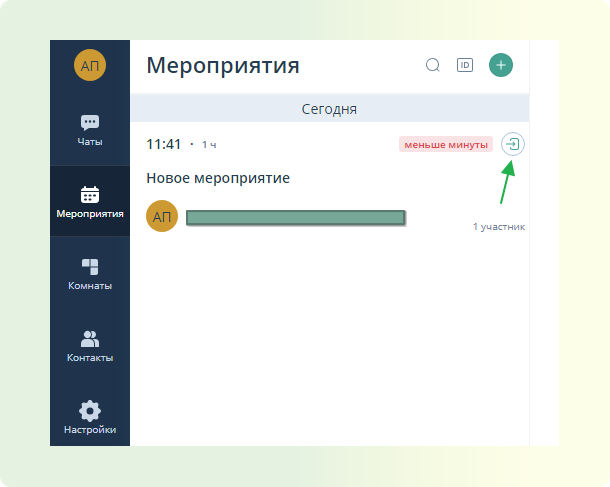 АП
Чаты
Мероприятия
Комнаты
Контакты
Настройки
Мероприятия
ID
Сегодня
11:41 · 1 ч
меньше минуты
Новое мероприятие
АП
1 участник